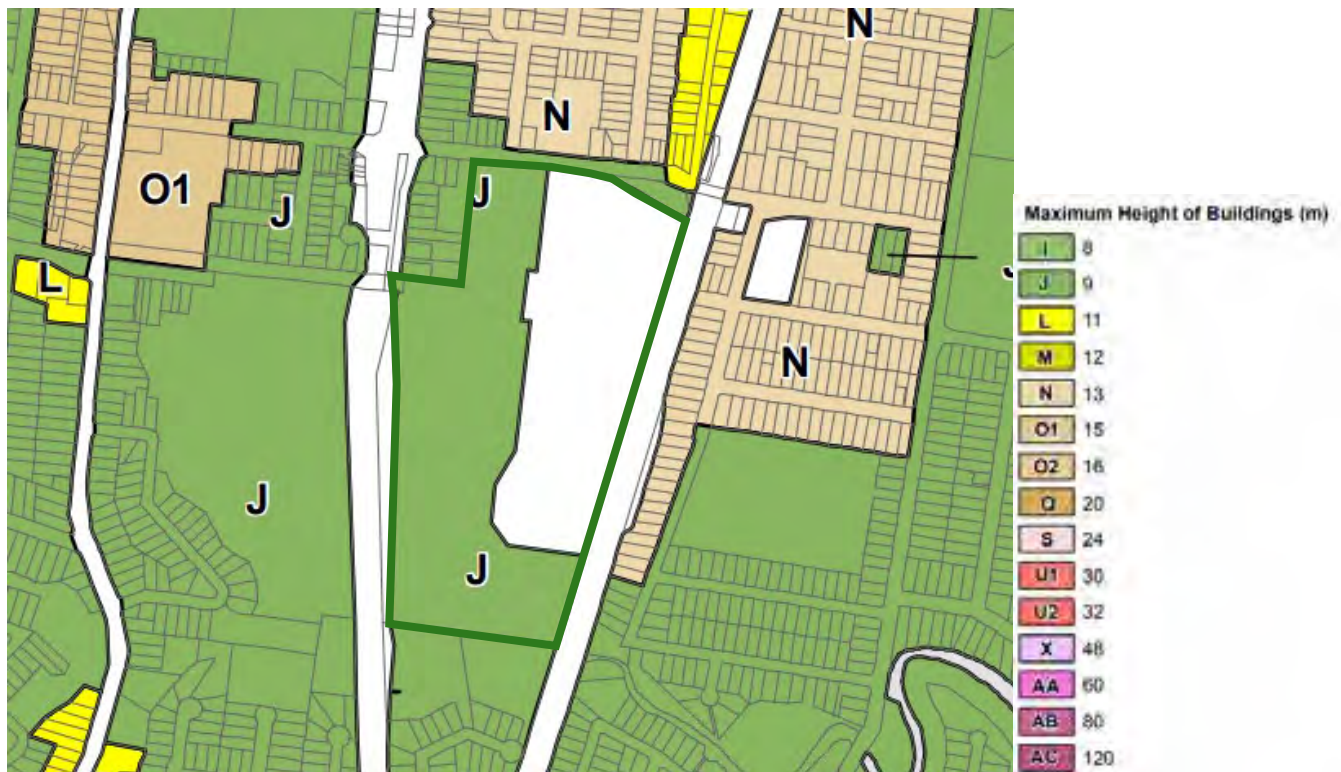 N
N
O1
J
J
L
J
N
J
J
Maximum Height of Buildings (m)
I 8
J 9
L 11
M 12
N 13
O1 15
O2 16
Q 20
S 24
U1 30
U2 32
X 48
AA 60
AB 80
AC 120